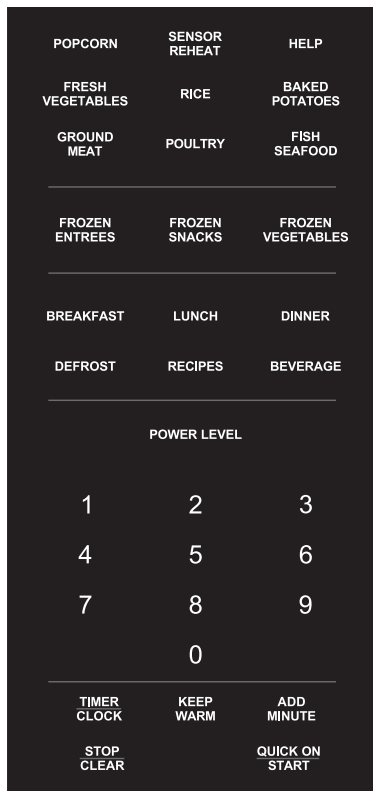 POPCORN
SENSOR
REHEAT
HELP
FRESH
VEGETABLES
RICE
BAKED
POTATOES
GROUND
MEAT
POULTRY
FISH
SEAFOOD
FROZEN
ENTREES
FROZEN
SNACKS
FROZEN
VEGETABLES
BREAKFAST
LUNCH
DINNER
DEFROST
RECIPES
BEVERAGE
POWER LEVEL
1 2 3
4 5 6
7 8 9
0
TIMER
CLOCK
KEEP
WARM
ADD
MINUTE
STOP
CLEAR
QUICK ON
START